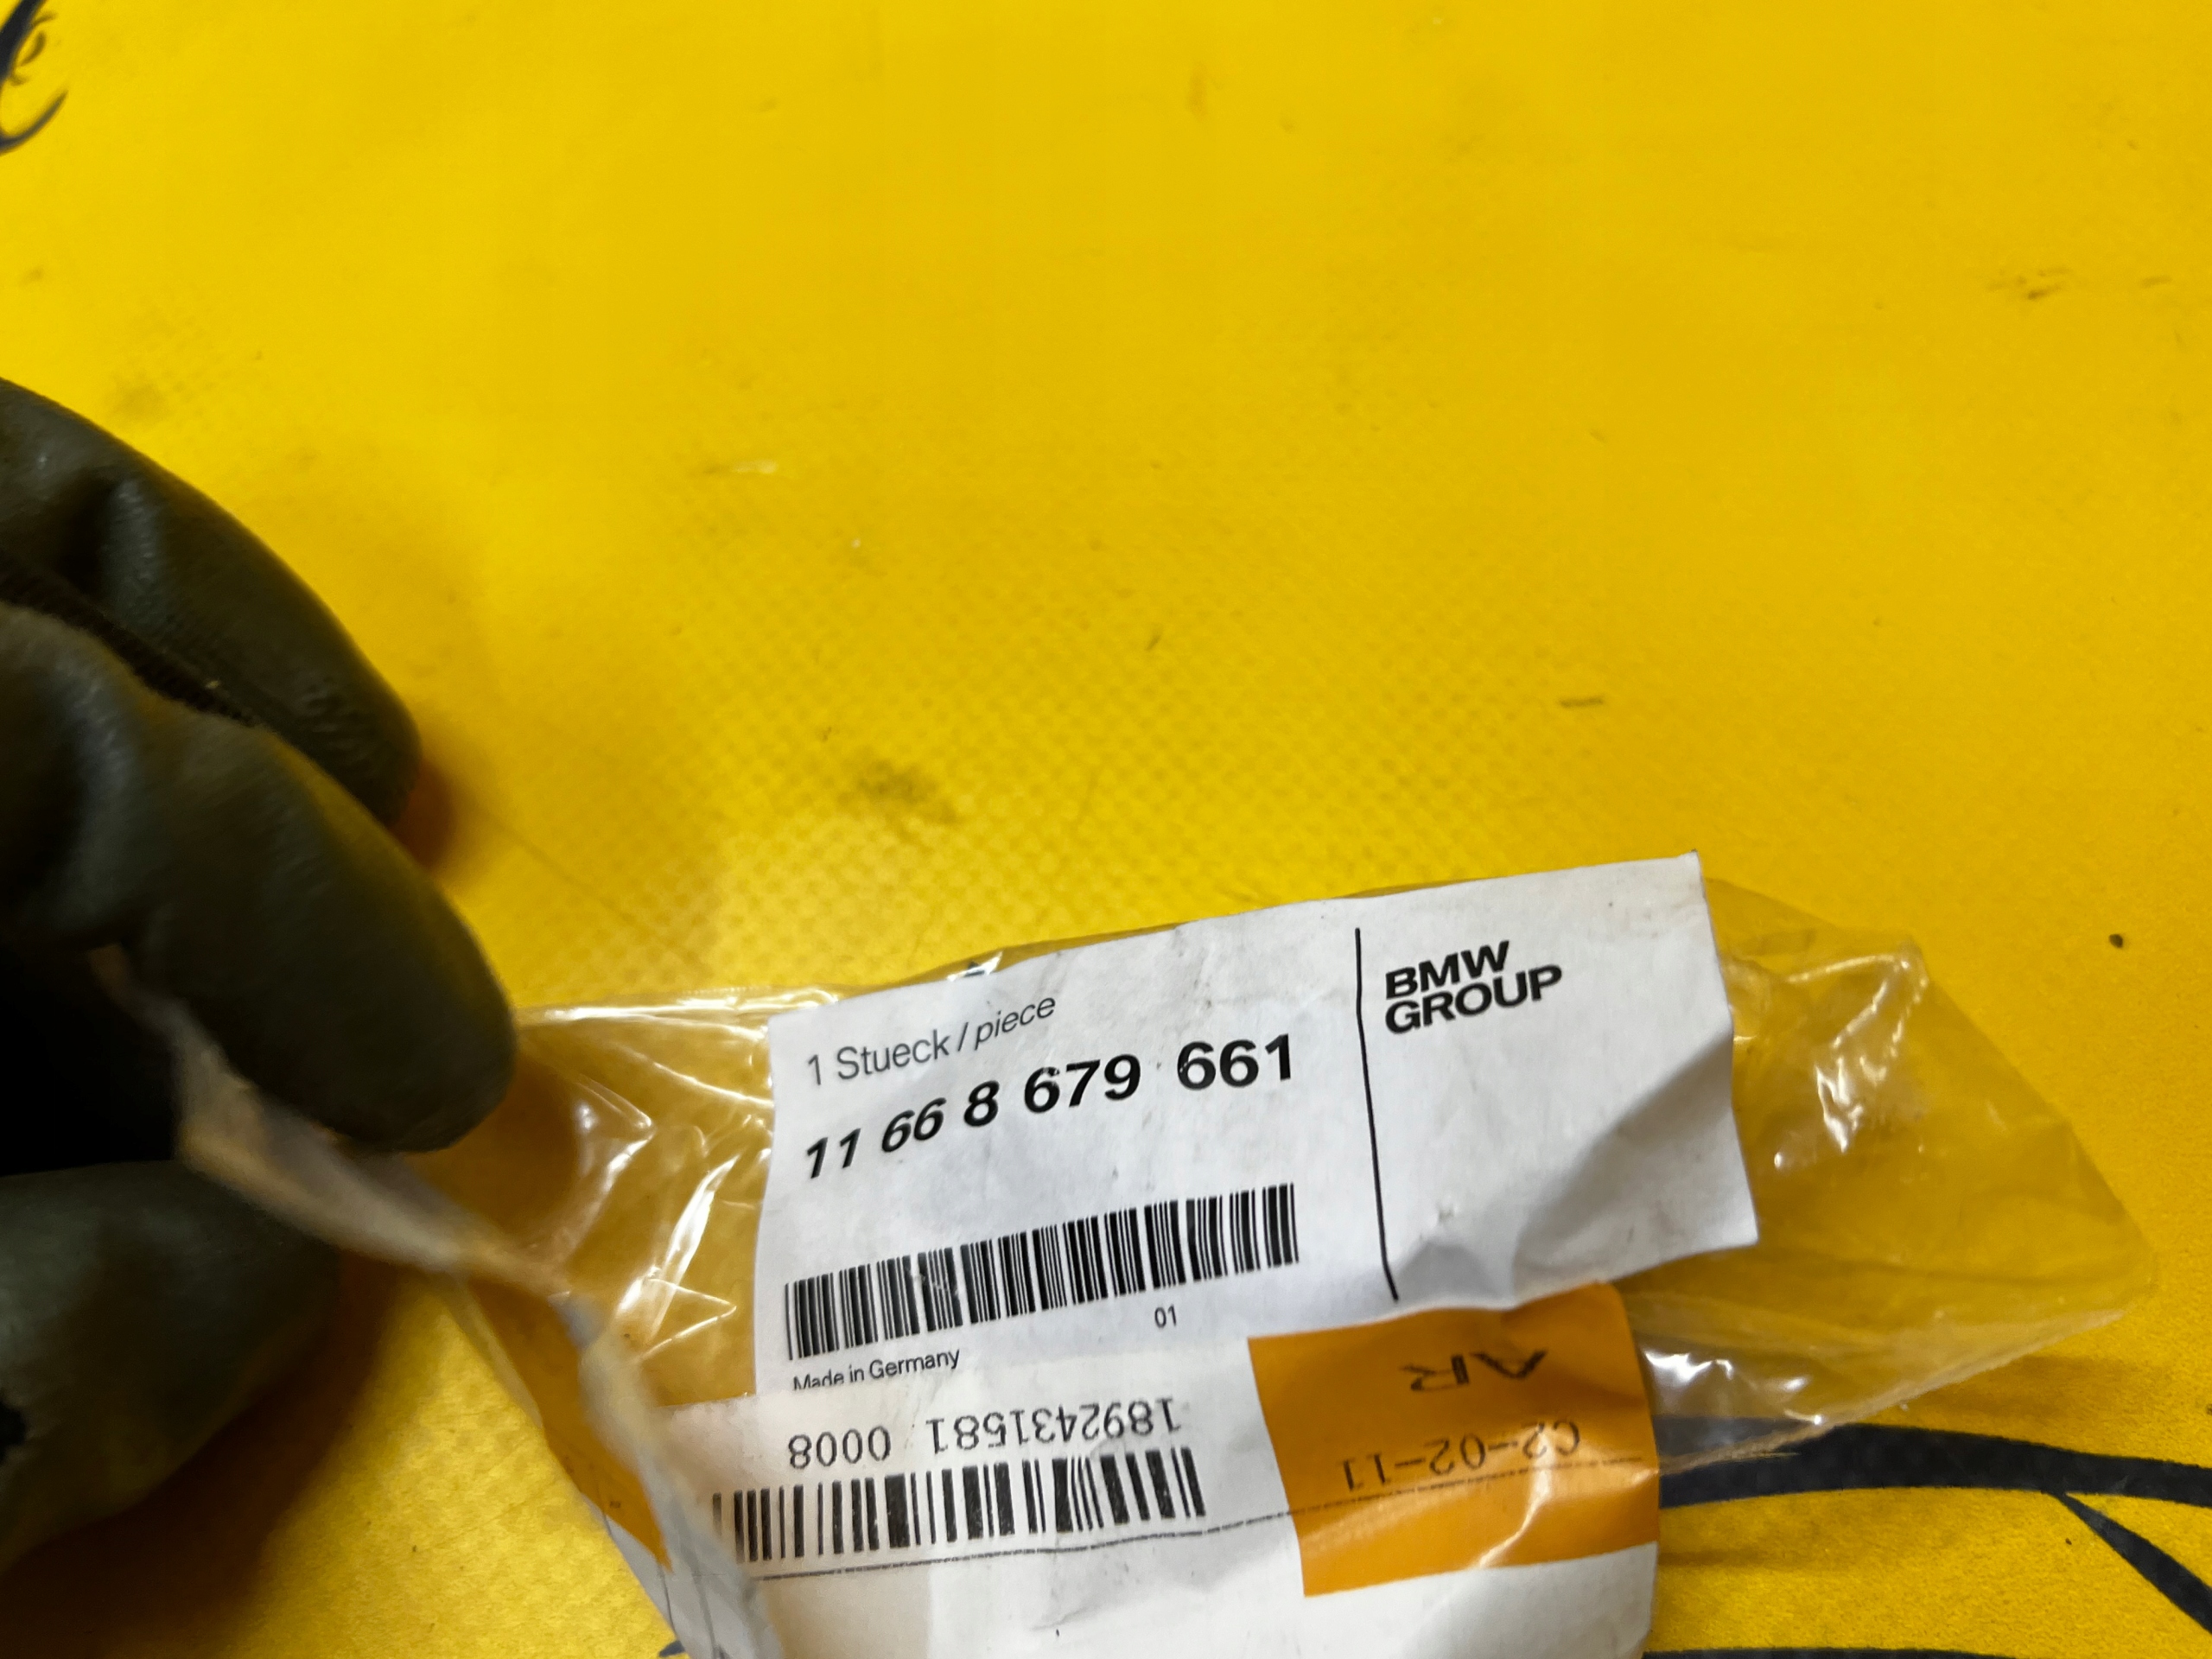 1 Stueck / piece
11 66 8 679 661
BMW
GROUP
01
Made in Germany
1892431581 0008
AR
C2-02-11